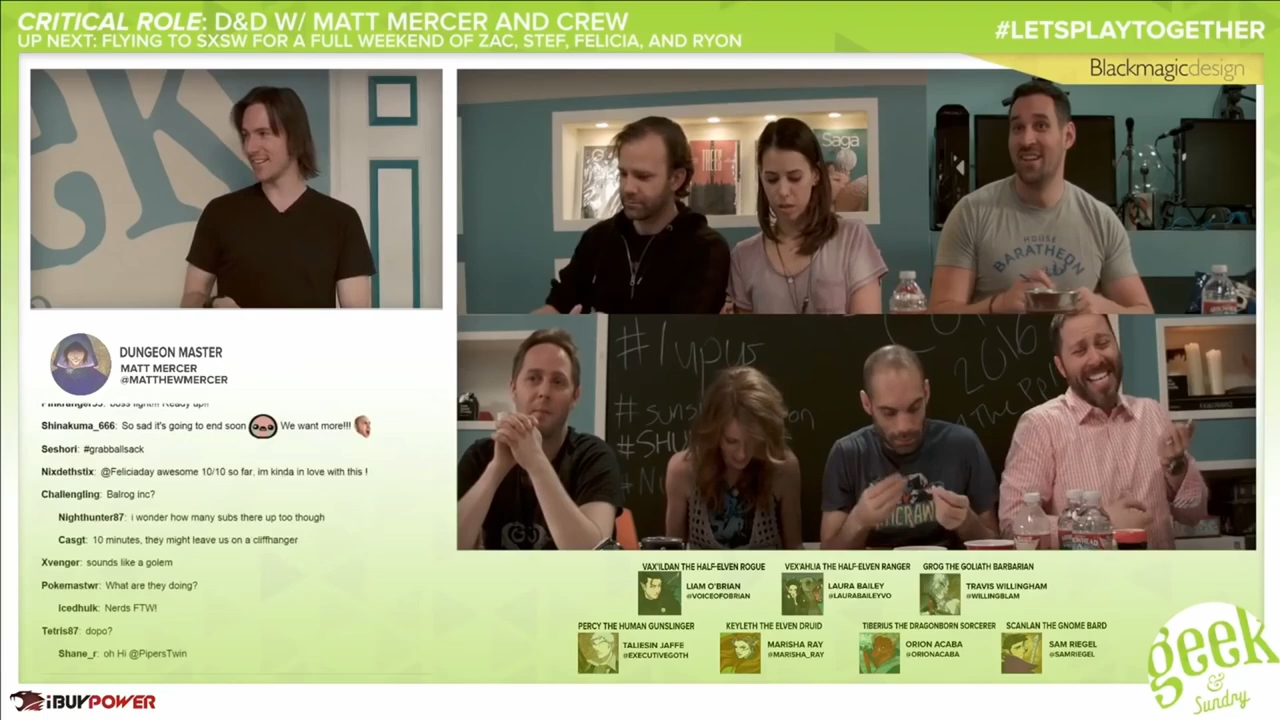 CRITICAL ROLE: D&D W/ MATT MERCER AND CREW
UP NEXT: FLYING TO SXSW FOR A FULL WEEKEND OF ZAC, STEF, FELICIA, AND RYON
#LETSPLAYTOGETHER
Blackmagicdesign
TREES
Saga
HOUSE
BARATHEON
DUNGEON MASTER
MATT MERCER
@MATTHEWMERCER
Shinakuma_666: So sad it's going to end soon We want more!!!
Seshori: #grabballsack
Nixdethstix: @Feliciaday awesome 10/10 so far, im kinda in love with this !
Challengling: Balrog inc?
Nighthunter87: i wonder how many subs there up too though
Casgt: 10 minutes, they might leave us on a cliffhanger
Xvenger: sounds like a golem
Pokemastwr: What are they doing?
Icedhulk: Nerds FTW!
Tetris87: dopo?
Shane_r: oh Hi @PipersTwin
#lupus
2016
VAX'ILDAN THE HALF-ELVEN ROGUE
LIAM O'BRIAN
@VOICEOFOBRIAN
VEX'AHLIA THE HALF-ELVEN RANGER
LAURA BAILEY
@LAURABAILEYVO
GROG THE GOLIATH BARBARIAN
TRAVIS WILLINGHAM
@WILLINGBLAM
PERCY THE HUMAN GUNSLINGER
TALIESIN JAFFE
@EXECUTIVEGOTH
KEYLETH THE ELVEN DRUID
MARISHA RAY
@MARISHA_RAY
TIBERIUS THE DRAGONBORN SORCERER
ORION ACABA
@ORIONACABA
SCANLAN THE GNOME BARD
SAM RIEGEL
@SAMRIEGEL
geek
&
Sundry
iBUYPOWER